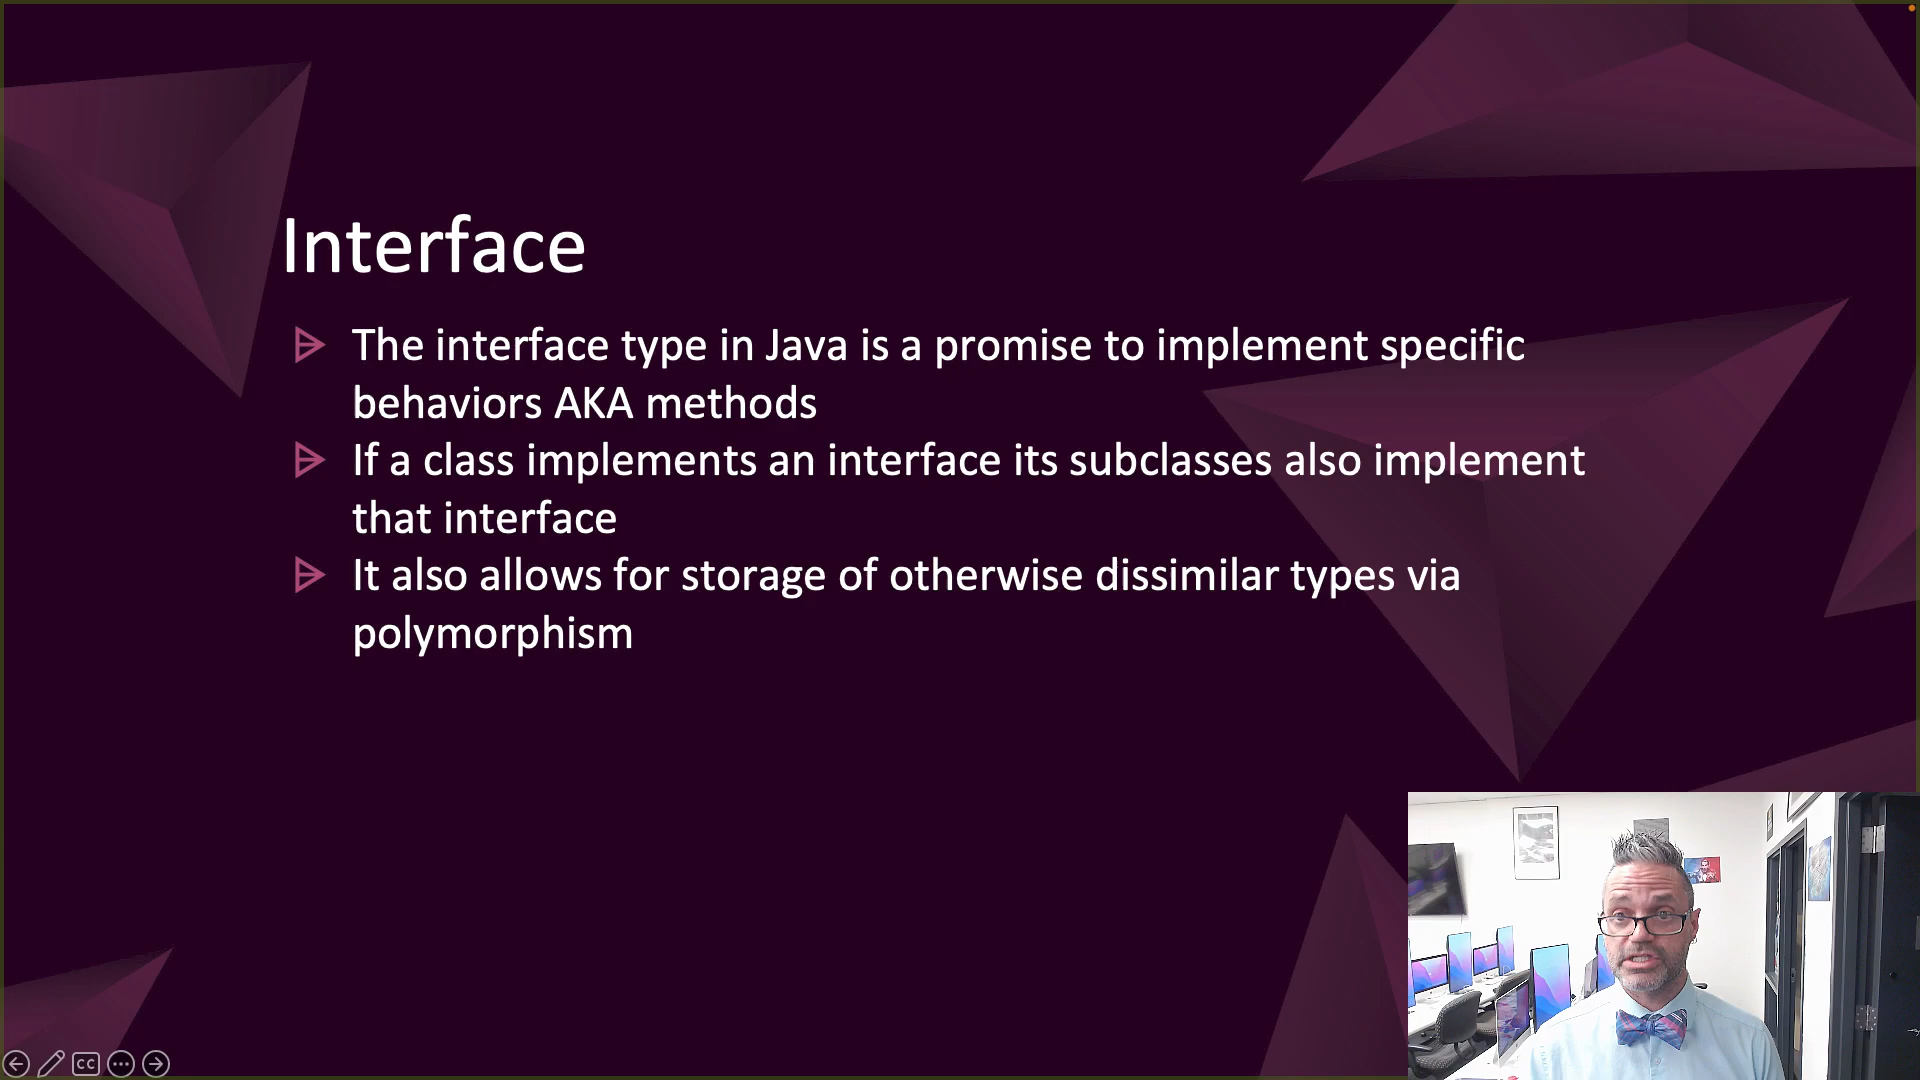 Interface
The interface type in Java is a promise to implement specific
behaviors AKA methods
If a class implements an interface its subclasses also implement
that interface
It also allows for storage of otherwise dissimilar types via
polymorphism
CC